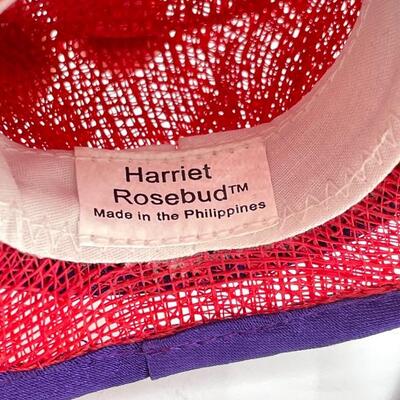 Harriet
Rosebud™
Made in the Philippines